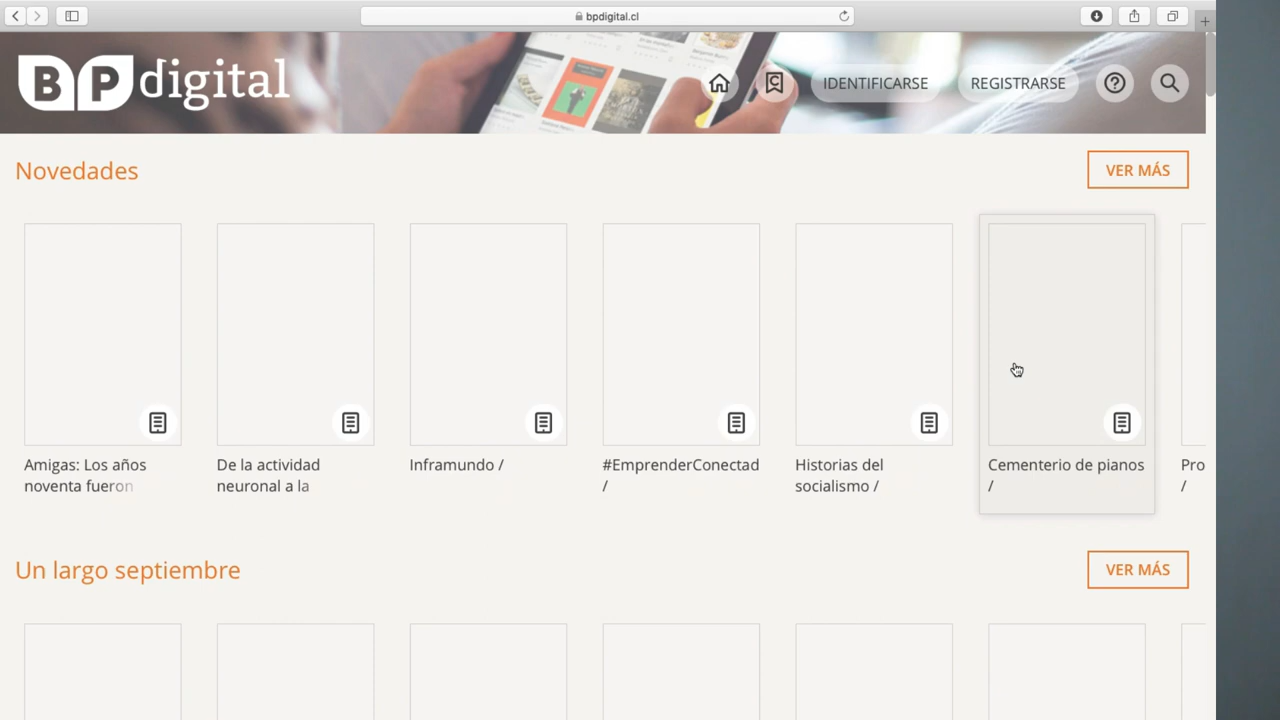 bpdigital.cl
BP digital
IDENTIFICARSE
REGISTRARSE
Novedades
VER MÁS
Amigas: Los años
noventa fueron
De la actividad
neuronal a la
Inframundo /
#EmprenderConectad
/
Historias del
socialismo /
Cementerio de pianos
/
Pro
/
Un largo septiembre
VER MÁS